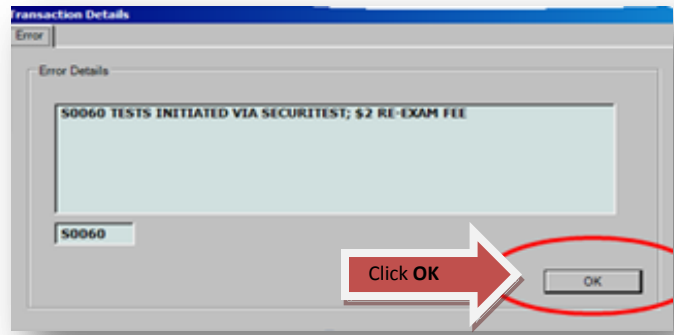 Transaction Details
Error
Error Details
S0060 TESTS INITIATED VIA SECURITEST; $2 RE-EXAM FEE
S0060
Click OK
OK